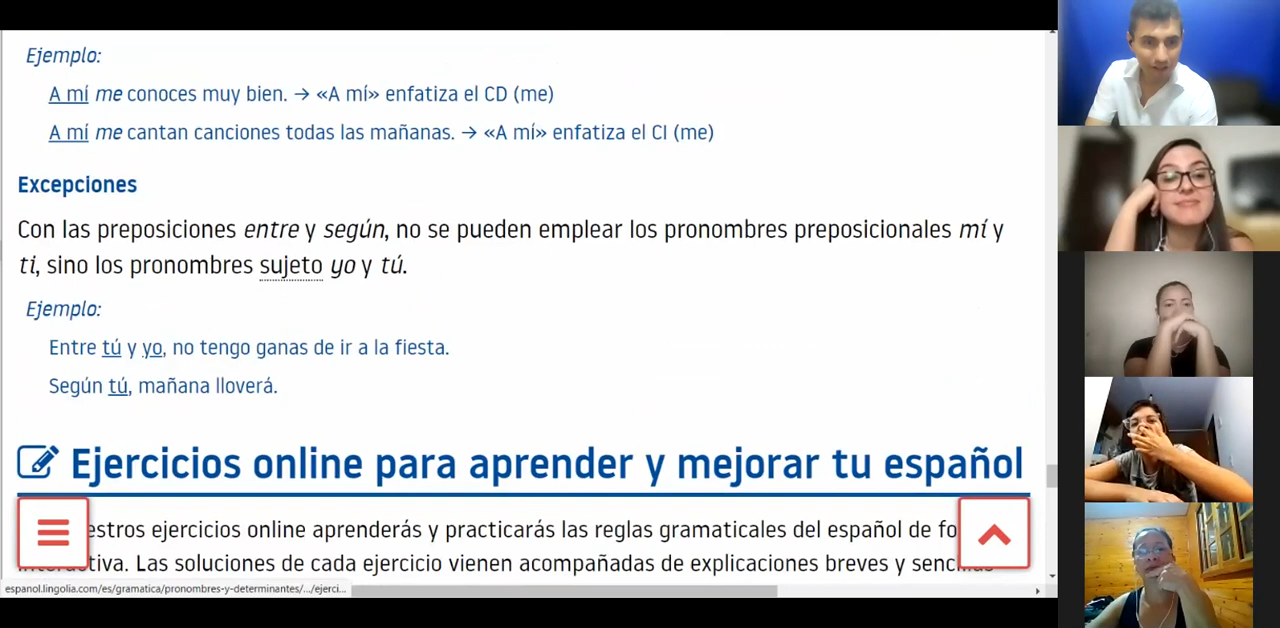 Ejemplo:
A mí me conoces muy bien. → «A mí» enfatiza el CD (me)
A mí me cantan canciones todas las mañanas. → «A mí» enfatiza el CI (me)
Excepciones
Con las preposiciones entre y según, no se pueden emplear los pronombres preposicionales mí y
ti, sino los pronombres sujeto yo y tú.
Ejemplo:
Entre tú y yo, no tengo ganas de ir a la fiesta.
Según tú, mañana lloverá.
Ejercicios online para aprender y mejorar tu español
estros ejercicios online aprenderás y practicarás las reglas gramaticales del español de fo
Las soluciones de cada ejercicio vienen acompañadas de explicaciones breves y
espanol.lingolia.com/es/gramatica/pronombres-y-determinantes/.../ejerci...